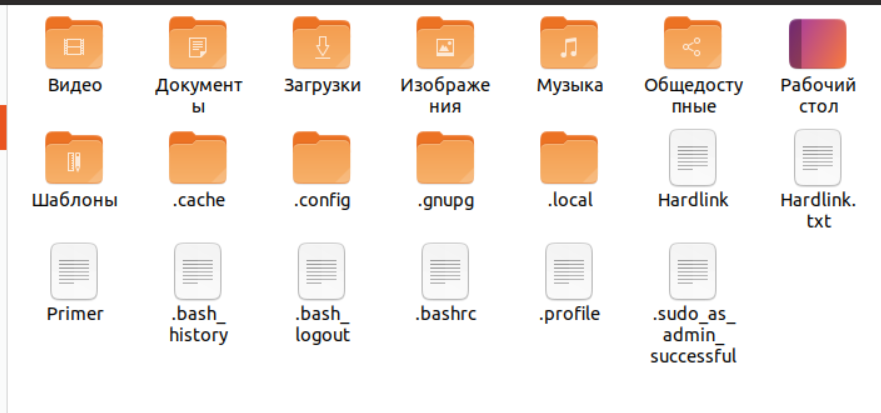 Видео
Документ
ы
Загрузки
Изображе
ния
Музыка
Общедосту
пные
Рабочий
стол
Шаблоны
.cache
.config
.gnupg
.local
Hardlink
Hardlink.
txt
Primer
.bash_
history
.bash_
logout
.bashrc
.profile
.sudo_as_
admin_
successful